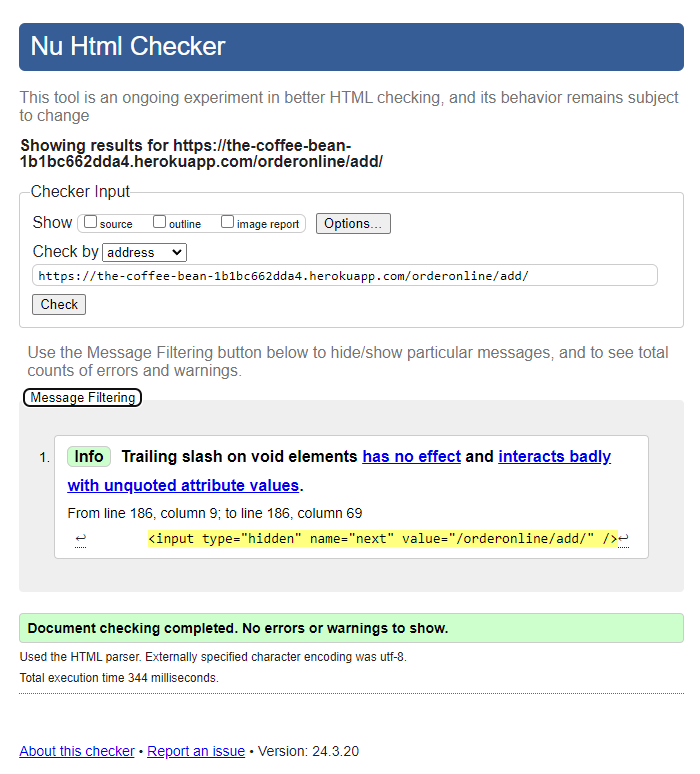 Nu Html Checker
This tool is an ongoing experiment in better HTML checking, and its behavior remains subject
to change
Showing results for https://the-coffee-bean-
1b1bc662dda4.herokuapp.com/orderonline/add/
Checker Input
Show source outline image report Options...
Check by address
https://the-coffee-bean-1b1bc662dda4.herokuapp.com/orderonline/add/
Check
Use the Message Filtering button below to hide/show particular messages, and to see total
counts of errors and warnings.
Message Filtering
1. Info Trailing slash on void elements has no effect and interacts badly
with unquoted attribute values.
From line 186, column 9; to line 186, column 69
↩ <input type="hidden" name="next" value="/orderonline/add/" />↩
Document checking completed. No errors or warnings to show.
Used the HTML parser. Externally specified character encoding was utf-8.
Total execution time 344 milliseconds.
About this checker • Report an issue • Version: 24.3.20